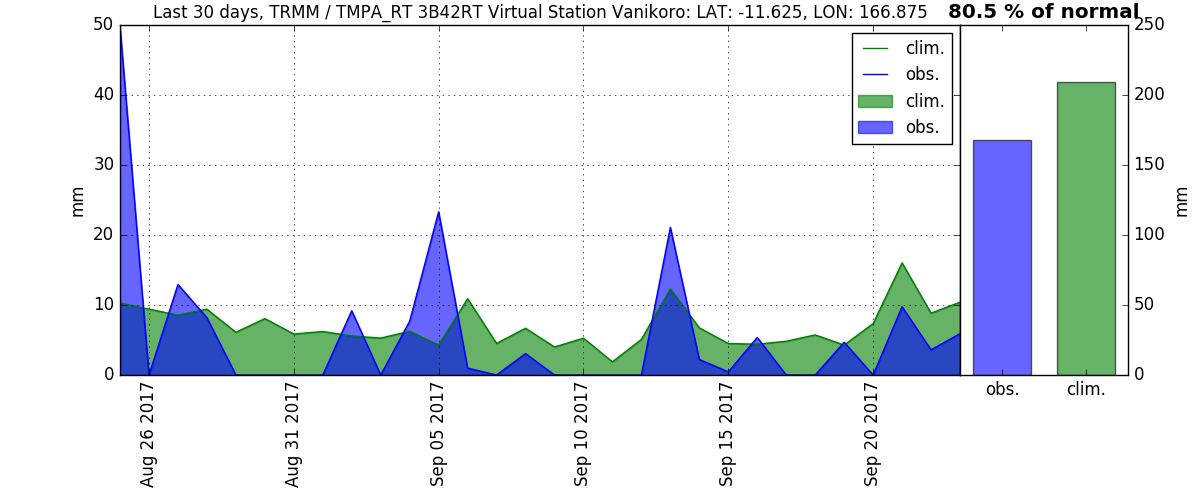 Last 30 days, TRMM / TMPA_RT 3B42RT Virtual Station Vanikoro: LAT: -11.625, LON: 166.875
80.5 % of normal
50
40
30
20
10
0
mm
clim.
obs.
clim.
obs.
Aug 26 2017
Aug 31 2017
Sep 05 2017
Sep 10 2017
Sep 15 2017
Sep 20 2017
250
200
150
100
50
0
mm
obs.
clim.